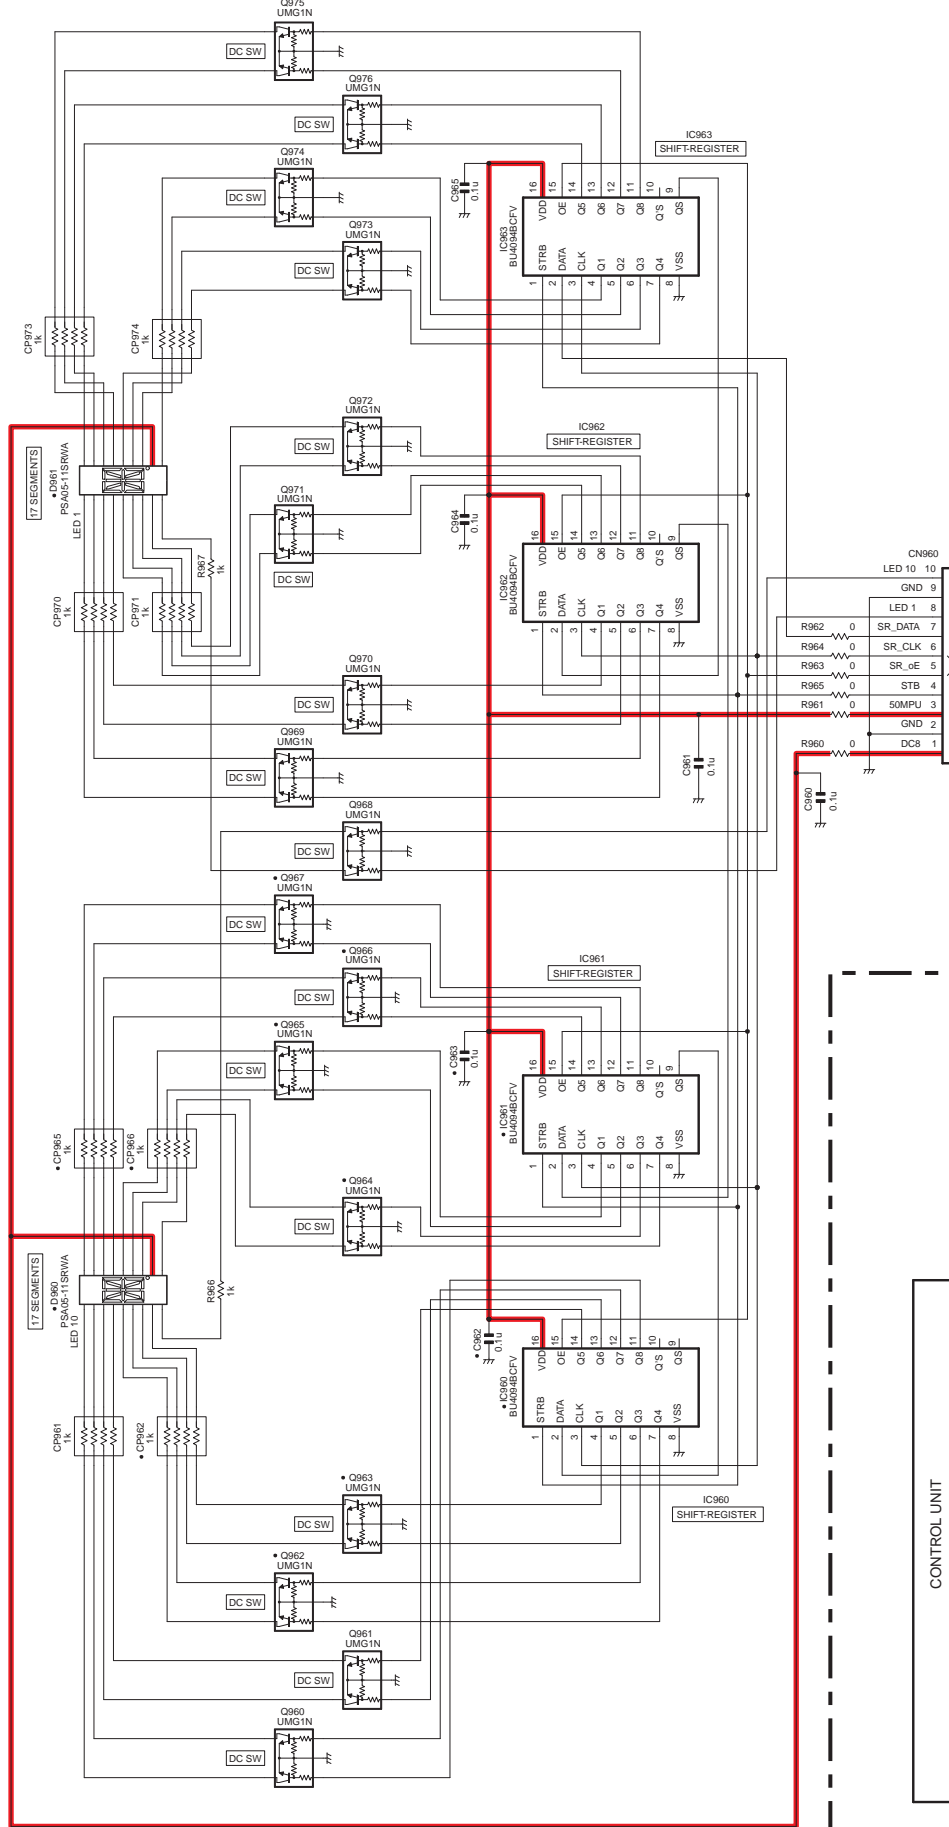 Q975
UMG1N
DC SW
Q976
UMG1N
DC SW
Q974
UMG1N
DC SW
Q973
UMG1N
DC SW
IC963
SHIFT-REGISTER
C965
0.1u
IC963
BU4094BCFV
16 15 14 13 12 11 10 9
VDD OE Q5 Q6 Q7 Q8 Q'S QS
STRB DATA CLK Q1 Q2 Q3 Q4 VSS
1 2 3 4 5 6 7 8
CP973
1k
CP974
1k
Q972
UMG1N
DC SW
17 SEGMENTS
D961
PSA05-11SRWA
LED 1
Q971
UMG1N
DC SW
IC962
SHIFT-REGISTER
C964
0.1u
IC962
BU4094BCFV
16 15 14 13 12 11 10 9
VDD OE Q5 Q6 Q7 Q8 Q'S QS
STRB DATA CLK Q1 Q2 Q3 Q4 VSS
1 2 3 4 5 6 7 8
R967
1k
CP970
1k
CP971
1k
CN960
LED 10 10
GND 9
LED 1 8
R962 0 SR_DATA 7
R964 0 SR_CLK 6
R963 0 SR_oE 5
R965 0 STB 4
R961 0 50MPU 3
GND 2
R960 0 DC8 1
Q970
UMG1N
DC SW
Q969
UMG1N
DC SW
C961
0.1u
C960
0.1u
Q968
UMG1N
DC SW
Q967
UMG1N
DC SW
Q966
UMG1N
DC SW
IC961
SHIFT-REGISTER
Q965
UMG1N
DC SW
C963
0.1u
IC961
BU4094BCFV
16 15 14 13 12 11 10 9
VDD OE Q5 Q6 Q7 Q8 Q'S QS
STRB DATA CLK Q1 Q2 Q3 Q4 VSS
1 2 3 4 5 6 7 8
CP965
1k
CP966
1k
Q964
UMG1N
DC SW
17 SEGMENTS
D960
PSA05-11SRWA
LED 10
R966
1k
C962
0.1u
IC960
BU4094BCFV
16 15 14 13 12 11 10 9
VDD OE Q5 Q6 Q7 Q8 Q'S QS
STRB DATA CLK Q1 Q2 Q3 Q4 VSS
1 2 3 4 5 6 7 8
CP961
1k
CP962
1k
IC960
SHIFT-REGISTER
Q963
UMG1N
DC SW
Q962
UMG1N
DC SW
Q961
UMG1N
DC SW
Q960
UMG1N
DC SW
CONTROL UNIT